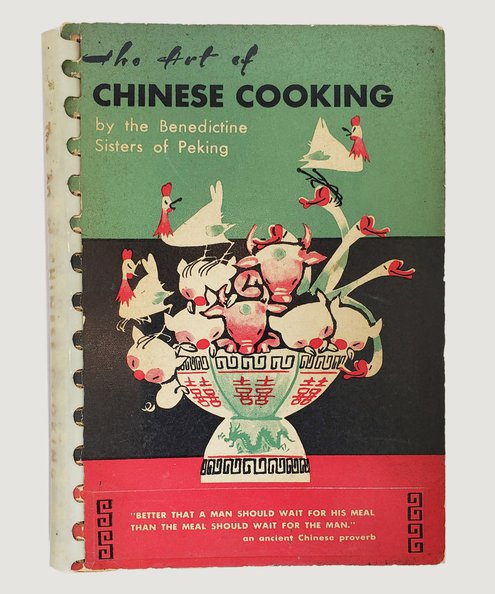 The Art of
CHINESE COOKING
by the Benedictine
Sisters of Peking
囍 囍 囍
"BETTER THAT A MAN SHOULD WAIT FOR HIS MEAL
THAN THE MEAL SHOULD WAIT FOR THE MAN."
an ancient Chinese proverb